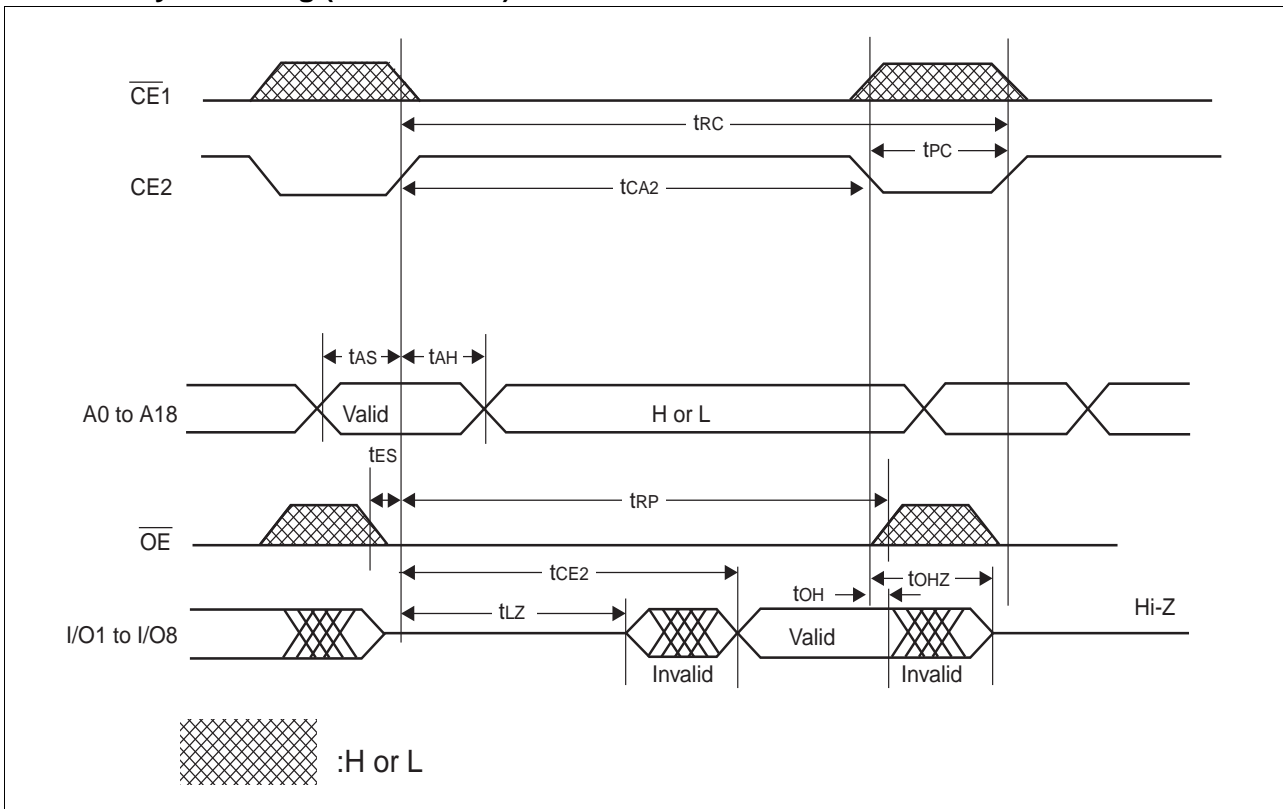 CE1
tRC
tPC
CE2
tCA2
tAS
tAH
A0 to A18
Valid
H or L
tES
tRP
OE
tCE2
tOH
tOHZ
tLZ
Hi-Z
I/O1 to I/O8
Valid
Invalid
Invalid
:H or L